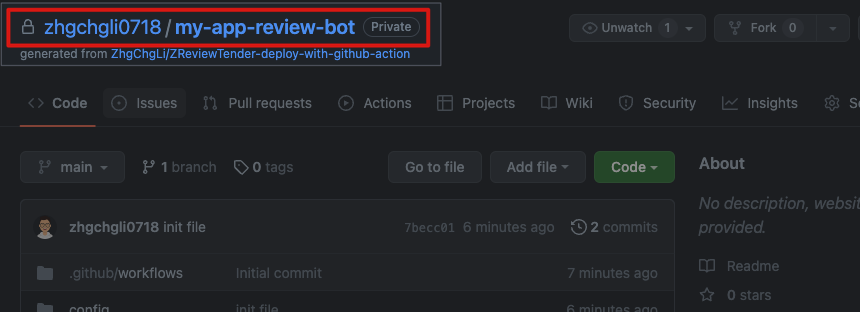 zhgchgli0718 / my-app-review-bot Private
Unwatch 1
Fork 0
generated from ZhgChgLi/ZReviewTender-deploy-with-github-action
Code Issues Pull requests Actions Projects Wiki Security Insights
main 1 branch 0 tags Go to file Add file Code
About
No description, websi
provided.
zhgchgli0718 init file 7becc01 6 minutes ago 2 commits
.github/workflows Initial commit 7 minutes ago
Readme
config Init file 6 minutes ago
0 stars